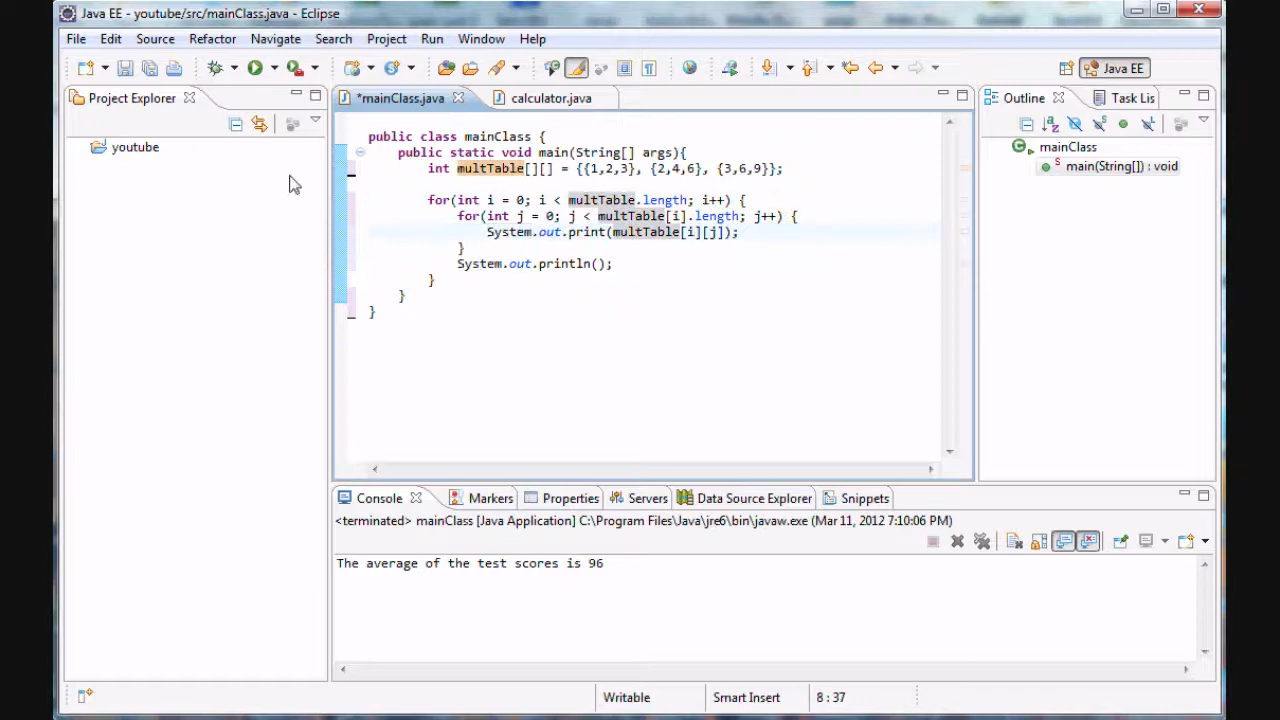 Java EE - youtube/src/mainClass.java - Eclipse
File Edit Source Refactor Navigate Search Project Run Window Help
Java EE
Project Explorer
*mainClass.java
calculator.java
Outline
Task Lis
youtube
public class mainClass {
public static void main(String[] args){
int multTable[][] = {{1,2,3}, {2,4,6}, {3,6,9}};
for(int i = 0; i < multTable.length; i++) {
for(int j = 0; j < multTable[i].length; j++) {
System.out.print(multTable[i][j]);
}
System.out.println();
}
}
}
mainClass
main(String[]) : void
Console Markers Properties Servers Data Source Explorer Snippets
<terminated> mainClass [Java Application] C:\Program Files\Java\jre6\bin\javaw.exe (Mar 11, 2012 7:10:06 PM)
The average of the test scores is 96
Writable Smart Insert 8 : 37